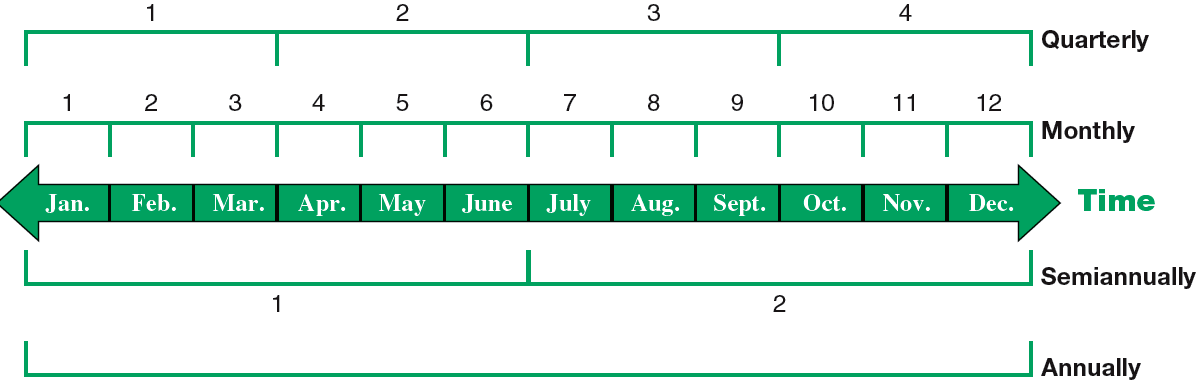 1 2 3 4
Quarterly
1 2 3 4 5 6 7 8 9 10 11 12
Monthly
Jan. Feb. Mar. Apr. May June July Aug. Sept. Oct. Nov. Dec. Time
Semiannually
1 2
Annually